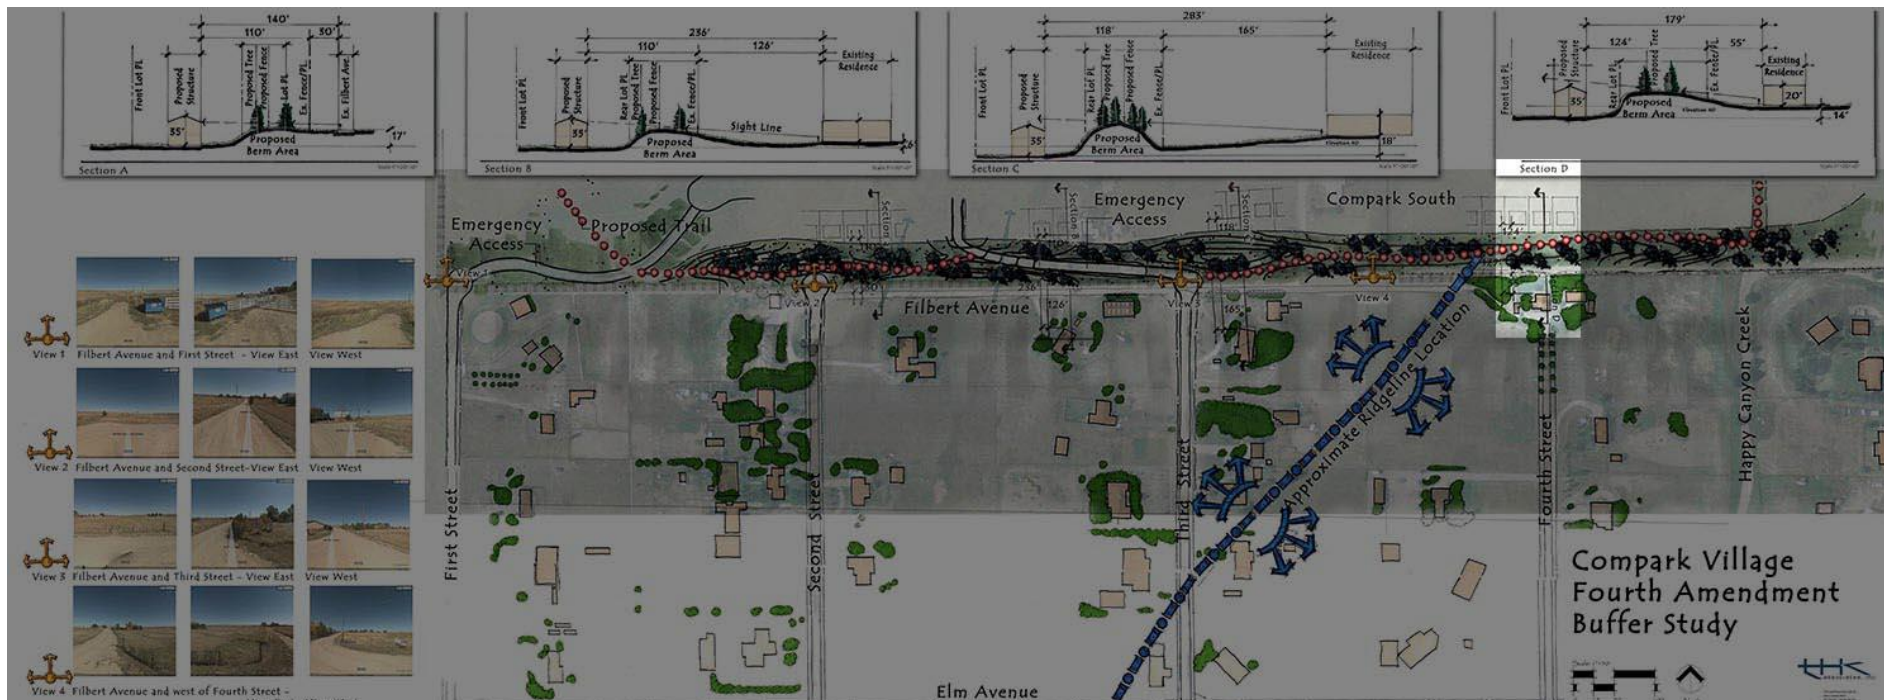 140'
110'
30'
Front Lot PL
Proposed
Structure
Proposed Tree
Proposed Fence
Lot PL
Ex. Fence/PL
Ex. Filbert Ave.
35'
17'
Proposed
Berm Area
Section A
236'
110'
126'
Existing
Residence
Front Lot PL
Proposed
Structure
Rear Lot PL
Proposed Tree
Proposed Fence
Ex. Fence/PL
35'
Sight Line
6'
Proposed
Berm Area
Section B
283'
118'
165'
Existing
Residence
Front Lot PL
Proposed
Structure
Rear Lot PL
Proposed Tree
Proposed Fence
Ex. Fence/PL
35'
18'
Proposed
Berm Area
Section C
179'
124'
55'
Existing
Residence
Front Lot PL
Proposed
Structure
Rear Lot PL
Proposed Tree
Ex. Fence/PL
35'
20'
14'
Proposed
Berm Area
Section D
Emergency
Access
Proposed Trail
Emergency
Access
Compark South
Section B
110'
118'
View 1
View 2
View 3
View 4
236'
126'
165'
Filbert Avenue
Approximate Ridgeline Location
First Street
Second Street
Third Street
Fourth Street
Happy Canyon Creek
Elm Avenue
View 1 Filbert Avenue and First Street - View East View West
View 2 Filbert Avenue and Second Street-View East View West
View 3 Filbert Avenue and Third Street - View East View West
View 4 Filbert Avenue and west of Fourth Street -
Compark Village
Fourth Amendment
Buffer Study